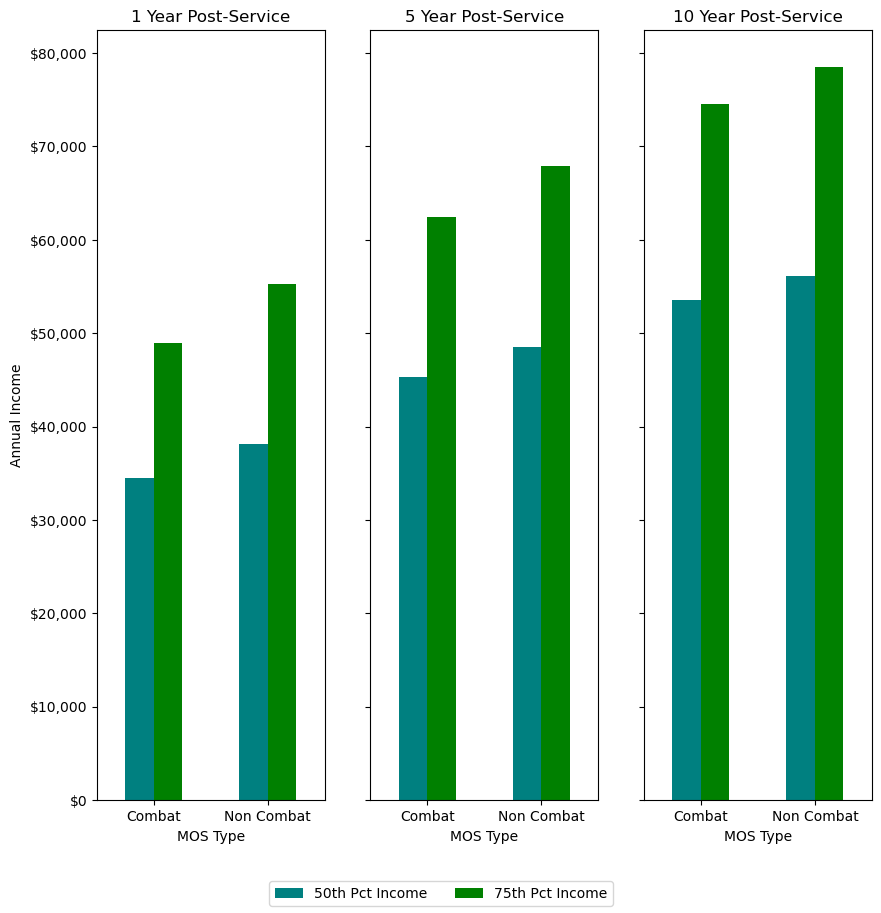 1 Year Post-Service
5 Year Post-Service
10 Year Post-Service
$80,000
$70,000
$60,000
$50,000
$40,000
$30,000
$20,000
$10,000
$0
Annual Income
Combat
Non Combat
MOS Type
Combat
Non Combat
MOS Type
Combat
Non Combat
MOS Type
50th Pct Income
75th Pct Income